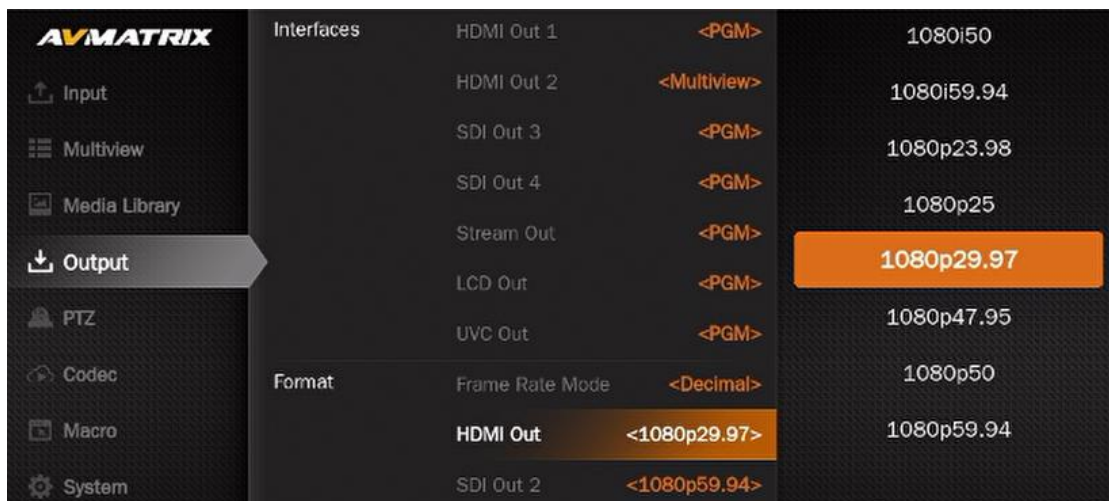 AVMATRIX
Input
Multiview
Media Library
Output
PTZ
Codec
Macro
System
Interfaces
HDMI Out 1 <PGM>
HDMI Out 2 <Multiview>
SDI Out 3 <PGM>
SDI Out 4 <PGM>
Stream Out <PGM>
LCD Out <PGM>
UVC Out <PGM>
Format
Frame Rate Mode <Decimal>
HDMI Out <1080p29.97>
SDI Out 2 <1080p59.94>
1080i50
1080i59.94
1080p23.98
1080p25
1080p29.97
1080p47.95
1080p50
1080p59.94